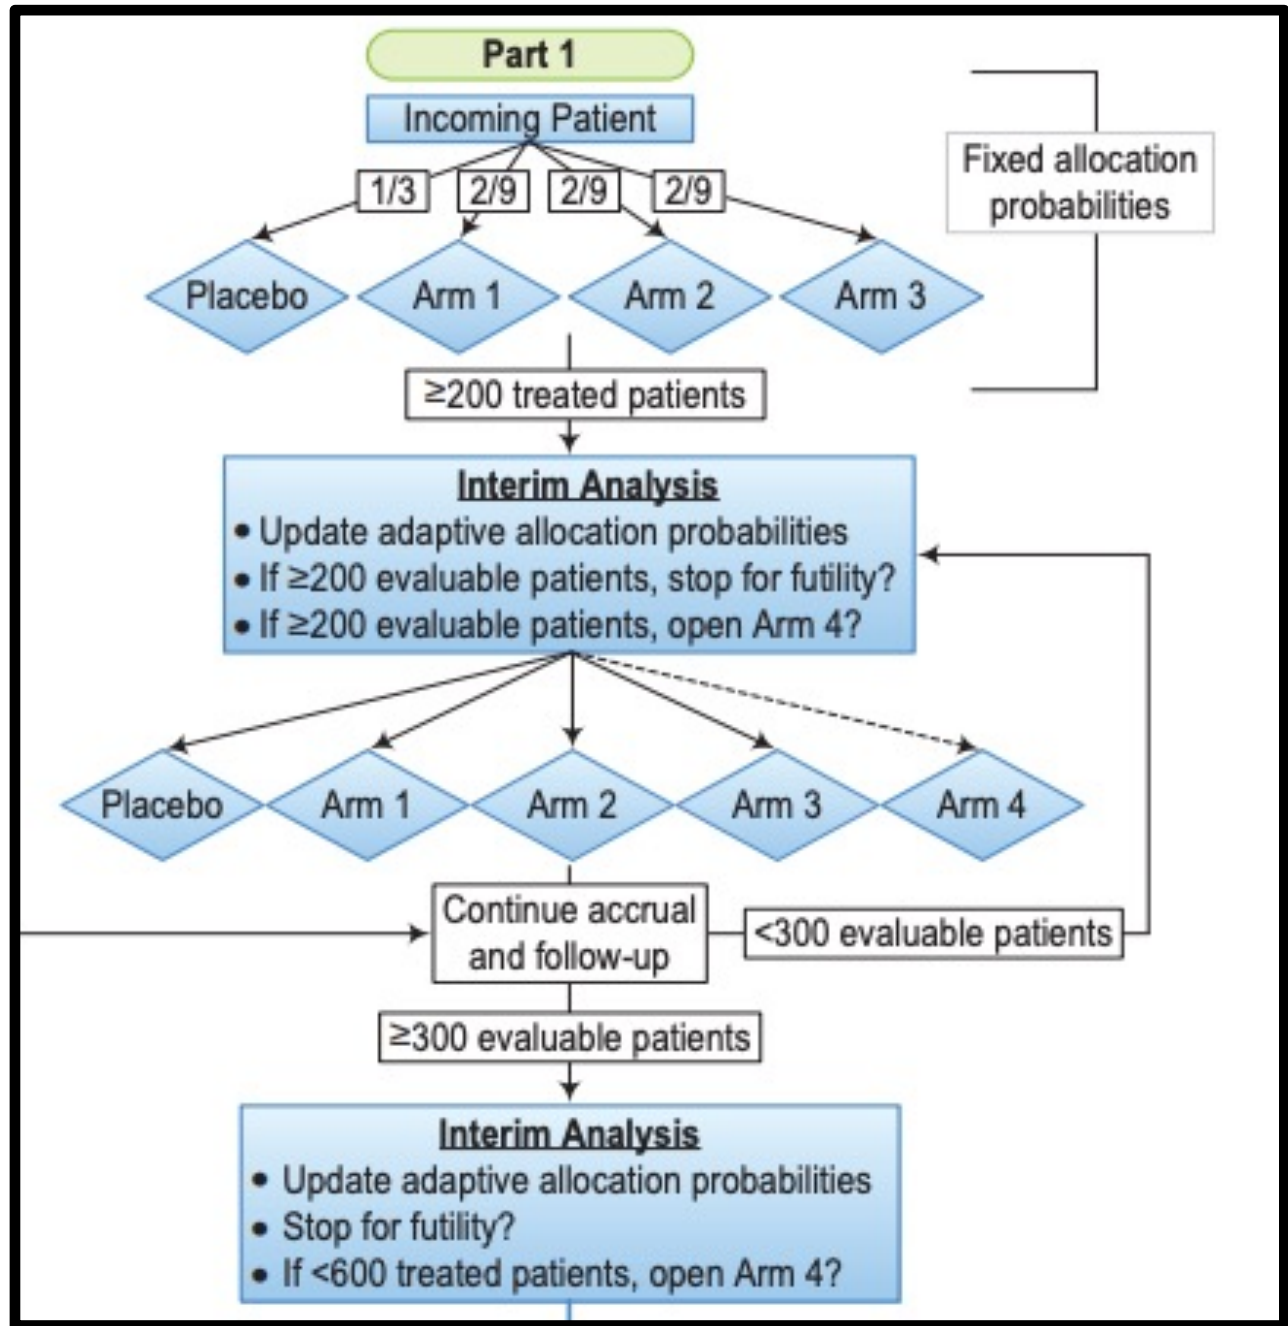 Part 1
Incoming Patient
1/3
2/9
2/9
2/9
Fixed allocation
probabilities
Placebo
Arm 1
Arm 2
Arm 3
≥200 treated patients
Interim Analysis
• Update adaptive allocation probabilities
• If ≥200 evaluable patients, stop for futility?
• If ≥200 evaluable patients, open Arm 4?
Placebo
Arm 1
Arm 2
Arm 3
Arm 4
Continue accrual
and follow-up
<300 evaluable patients
≥300 evaluable patients
Interim Analysis
• Update adaptive allocation probabilities
• Stop for futility?
• If <600 treated patients, open Arm 4?